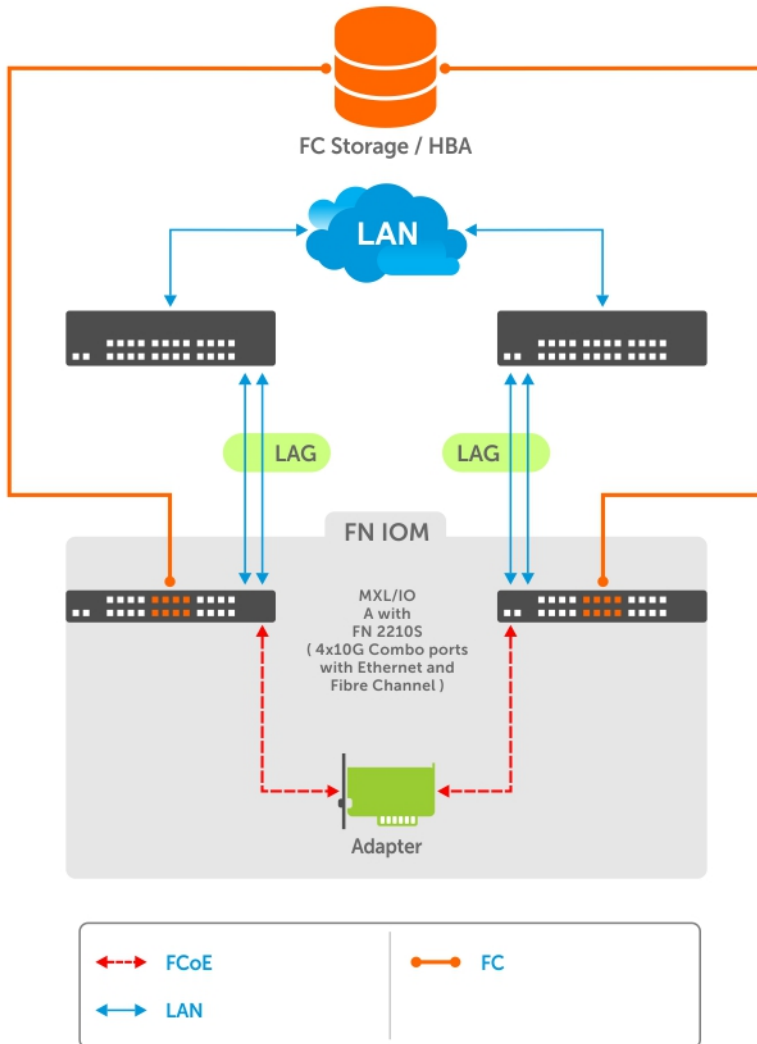 FC Storage / HBA
LAN
LAG
LAG
FN IOM
MXL/IO
A with
FN 2210S
( 4x10G Combo ports
with Ethernet and
Fibre Channel )
Adapter
FCoE
FC
LAN